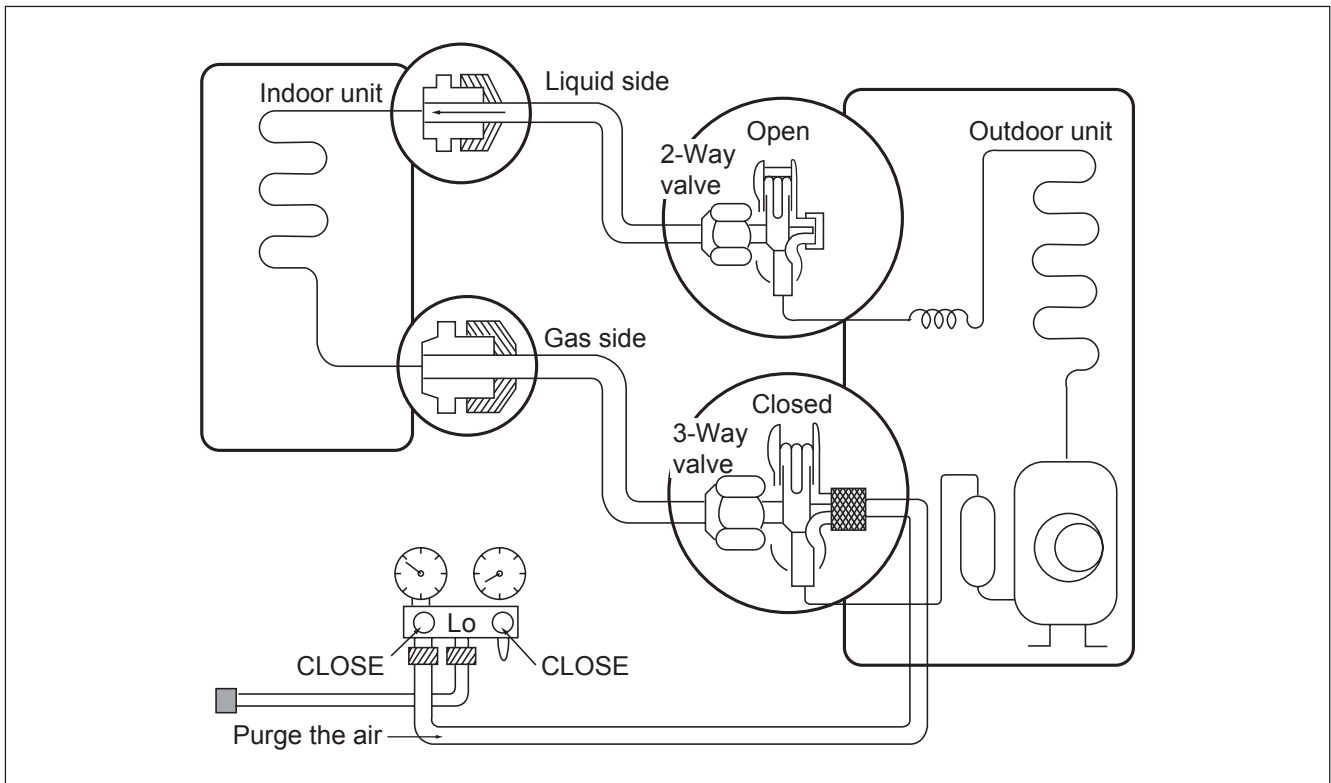 Indoor unit
Liquid side
Open
2-Way
valve
Outdoor unit
Gas side
Closed
3-Way
valve
Lo
CLOSE
CLOSE
Purge the air